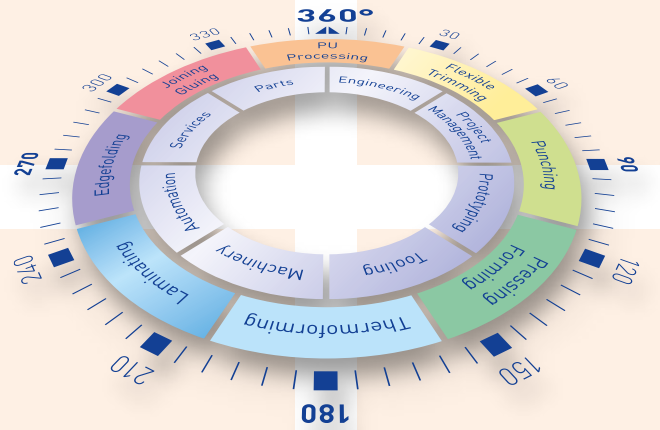 360°
30
60
90
120
150
180
210
240
270
300
330
PU
Processing
Flexible
Trimming
Punching
Pressing
Forming
Thermoforming
Laminating
Edgefolding
Joining
Gluing
Engineering
Project
Management
Prototyping
Tooling
Machinery
Automation
Services
Parts